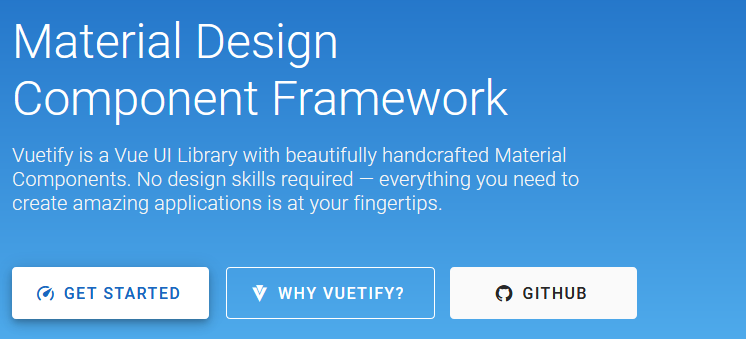 Material Design
Component Framework
Vuetify is a Vue UI Library with beautifully handcrafted Material
Components. No design skills required — everything you need to
create amazing applications is at your fingertips.
GET STARTED
WHY VUETIFY?
GITHUB